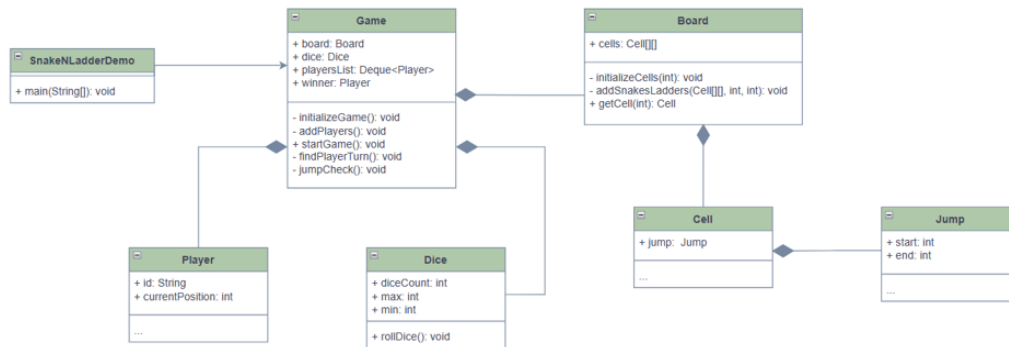 SnakeNLadderDemo
+ main(String[]): void
Game
+ board: Board
+ dice: Dice
+ playersList: Deque<Player>
+ winner: Player
- initializeGame(): void
- addPlayers(): void
+ startGame(): void
- findPlayerTurn(): void
- jumpCheck(): void
Board
+ cells: Cell[][]
- initializeCells(int): void
- addSnakesLadders(Cell[][], int, int): void
+ getCell(int): Cell
Player
+ id: String
+ currentPosition: int
...
Dice
+ diceCount: int
+ max: int
+ min: int
+ rollDice(): void
Cell
+ jump: Jump
...
Jump
+ start: int
+ end: int
...